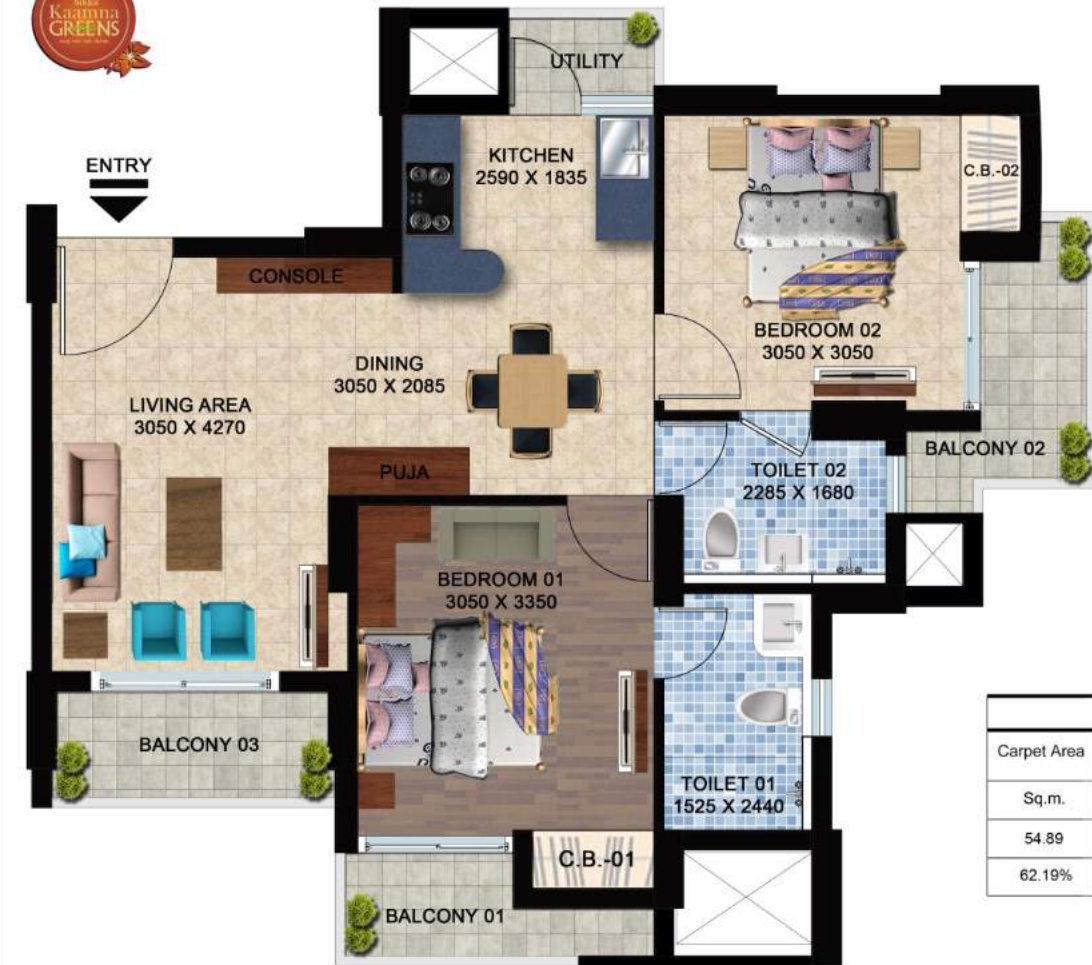 Kaamna
GREENS
UTILITY
ENTRY
KITCHEN
2590 X 1835
C.B.-02
CONSOLE
BEDROOM 02
3050 X 3050
DINING
3050 X 2085
LIVING AREA
3050 X 4270
BALCONY 02
PUJA
TOILET 02
2285 X 1680
BEDROOM 01
3050 X 3350
BALCONY 03
TOILET 01
1525 X 2440
C.B.-01
BALCONY 01
Carpet Area
Sq.m.
54.89
62.19%